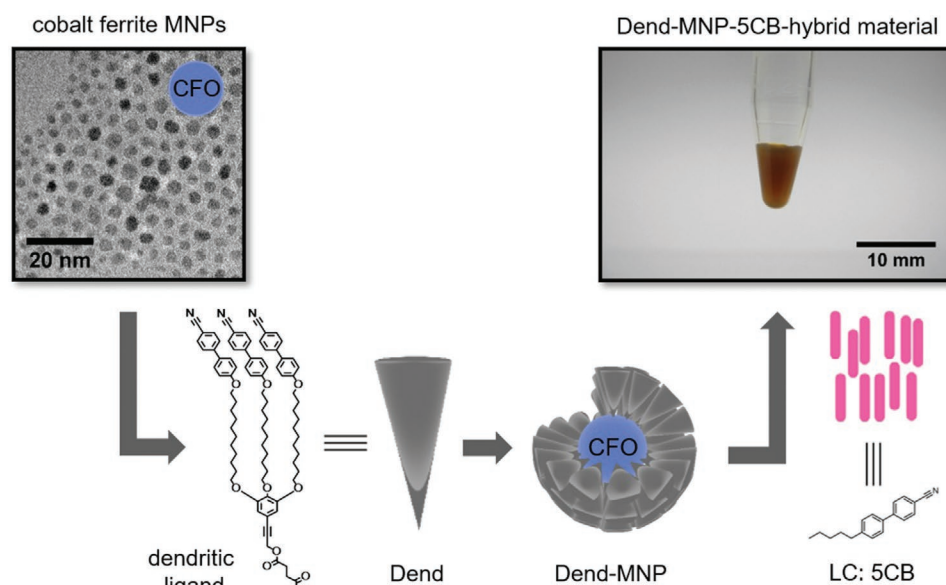 cobalt ferrite MNPs
Dend-MNP-5CB-hybrid material
CFO
20 nm
10 mm
N N N
O O O
O O O
CFO
N
O
O
O
dendritic
ligand
Dend
Dend-MNP
LC: 5CB